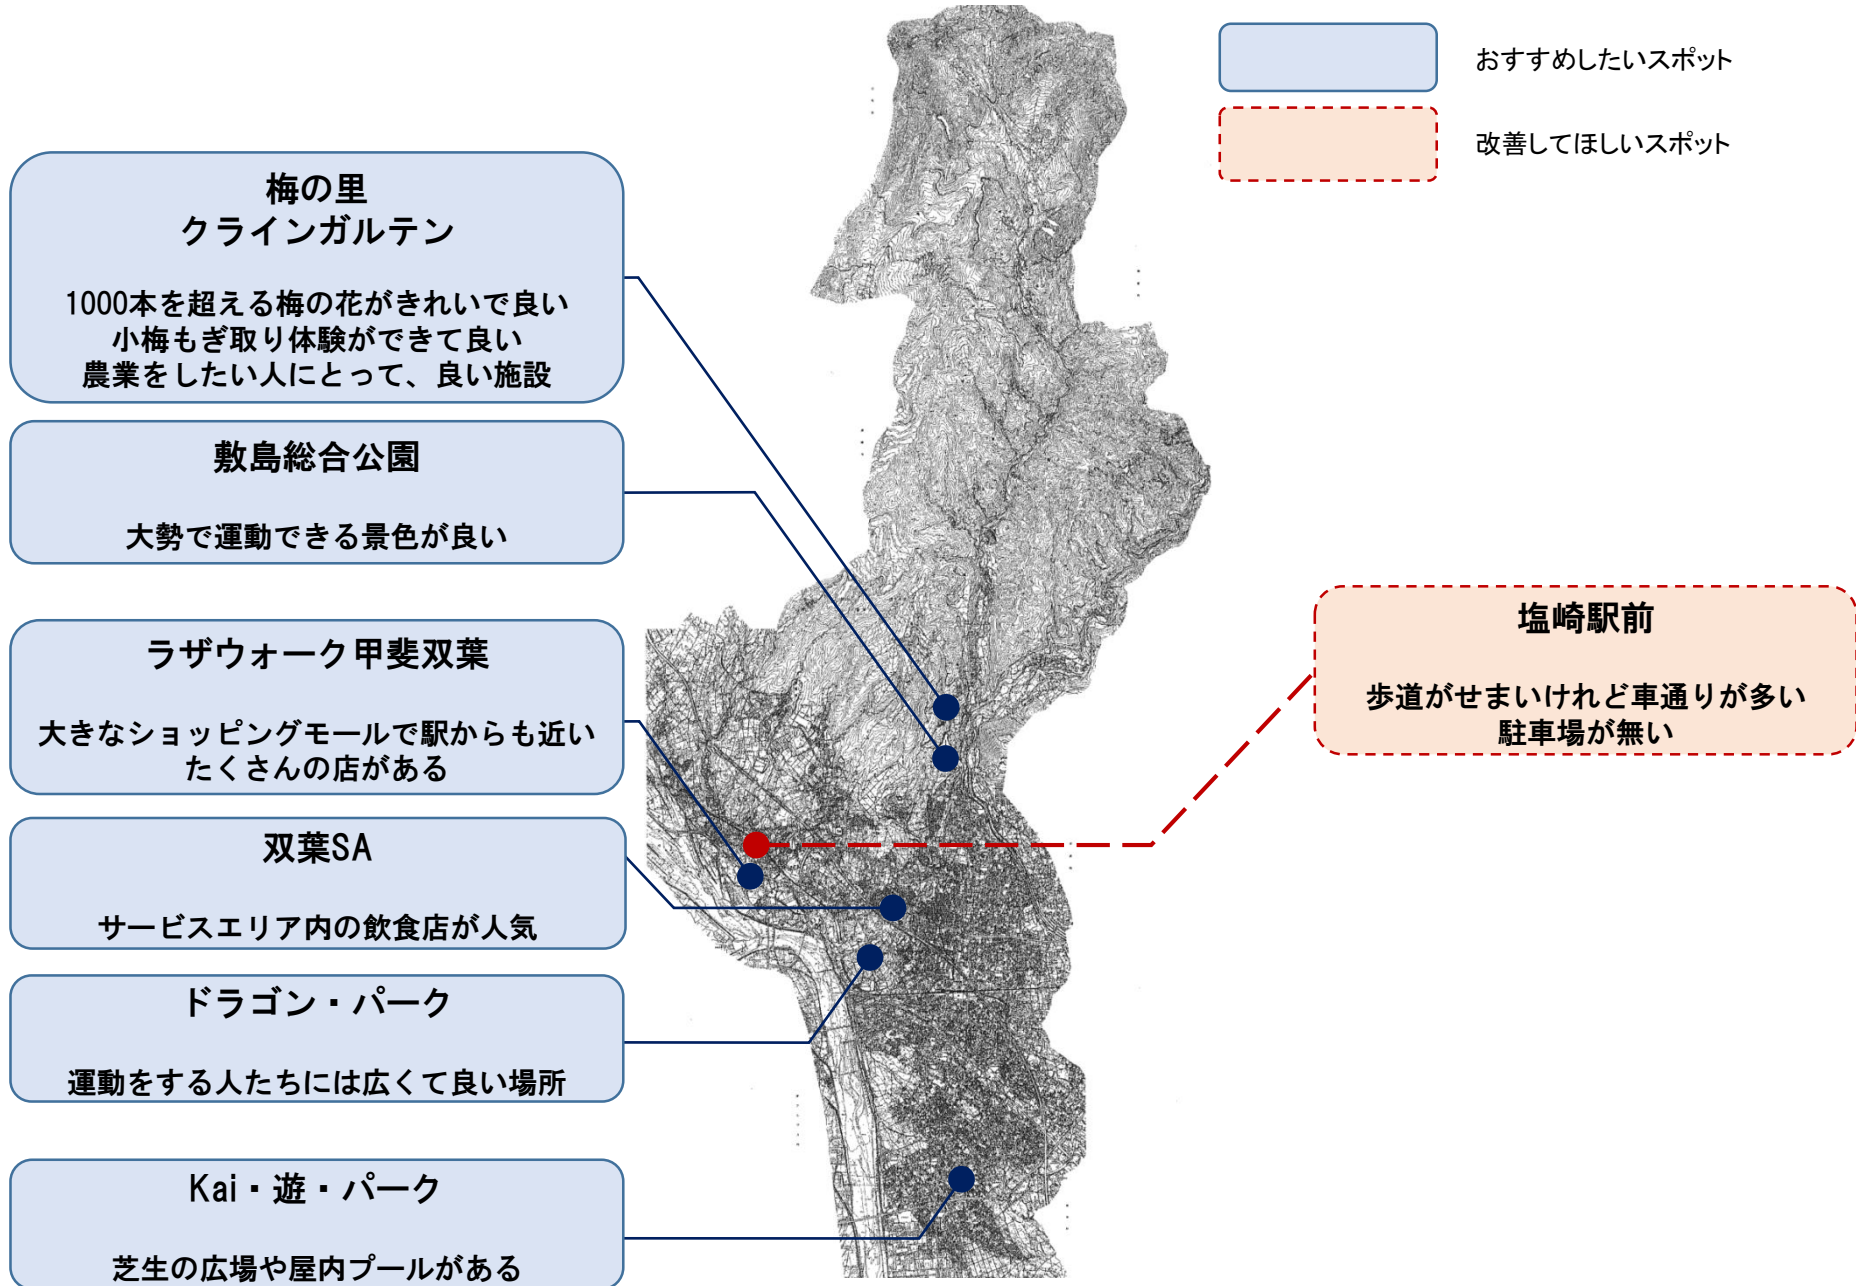 おすすめしたいスポット
改善してほしいスポット
梅の里
クラインガルテン
1000本を超える梅の花がきれいで良い
小梅もぎ取り体験ができて良い
農業をしたい人にとって、良い施設
敷島総合公園
大勢で運動できる景色が良い
ラザウォーク甲斐双葉
大きなショッピングモールで駅からも近い
たくさんの店がある
双葉SA
サービスエリア内の飲食店が人気
ドラゴン・パーク
運動をする人たちには広くて良い場所
Kai・遊・パーク
芝生の広場や屋内プールがある
塩崎駅前
歩道がせまいけれど車通りが多い
駐車場が無い